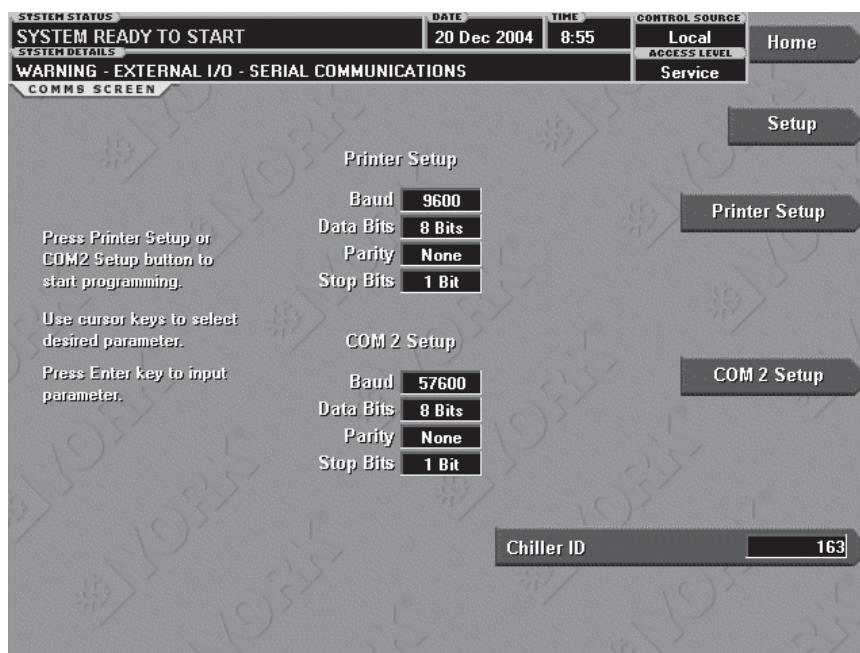 SYSTEM STATUS
SYSTEM READY TO START
DATE
20 Dec 2004
TIME
8:55
CONTROL SOURCE
Local
Home
SYSTEM DETAILS
WARNING - EXTERNAL I/O - SERIAL COMMUNICATIONS
ACCESS LEVEL
Service
COMMS SCREEN
Setup
Printer Setup
Baud 9600
Data Bits 8 Bits
Parity None
Stop Bits 1 Bit
Printer Setup
Press Printer Setup or
COM2 Setup button to
start programming.
Use cursor keys to select
desired parameter.
Press Enter key to input
parameter.
COM 2 Setup
Baud 57600
Data Bits 8 Bits
Parity None
Stop Bits 1 Bit
COM 2 Setup
Chiller ID 163
YORK